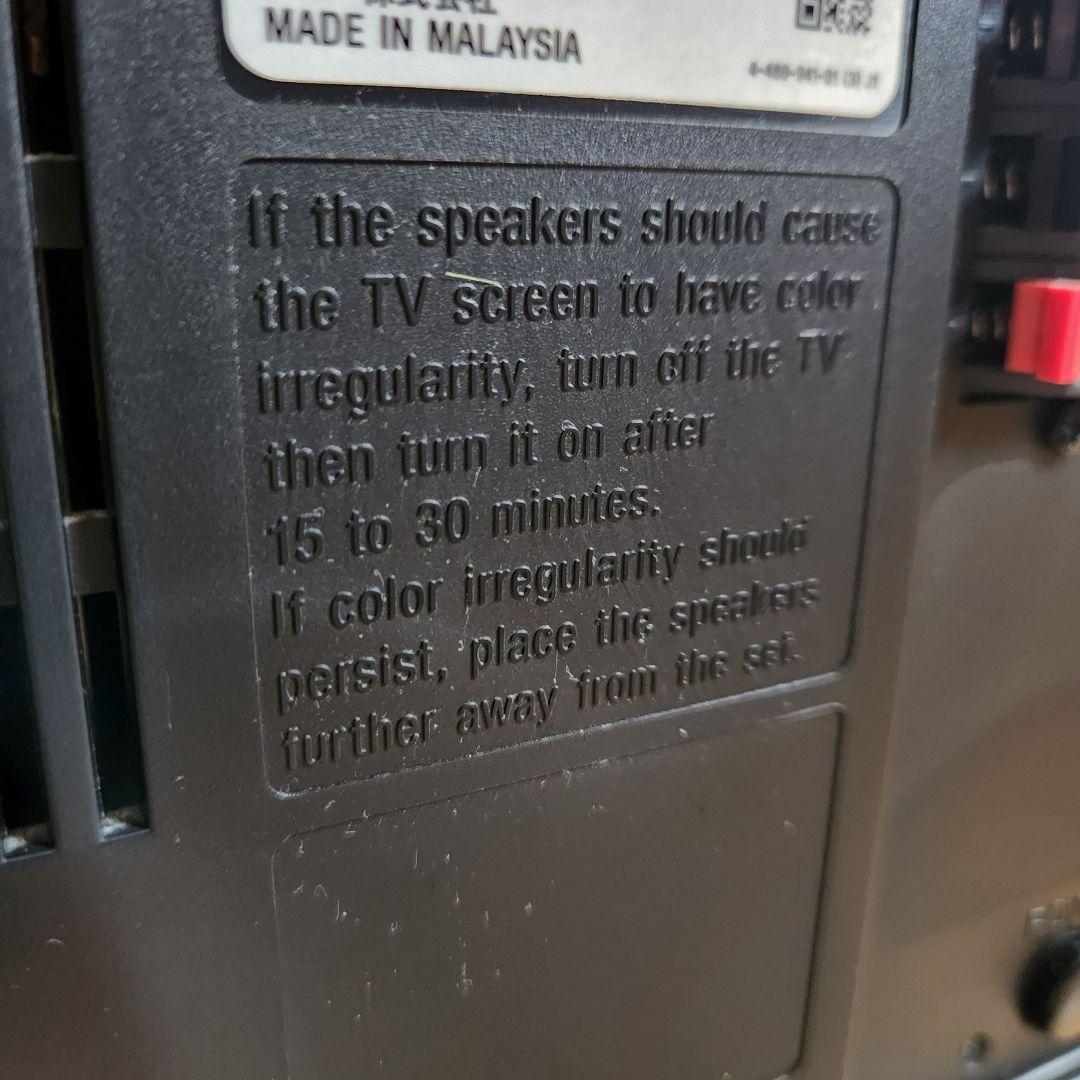 MADE IN MALAYSIA
If the speakers should cause
the TV screen to have color
irregularity, turn off the TV
then turn it on after
15 to 30 minutes.
If color irregularity should
persist, place the speakers
further away from the set.